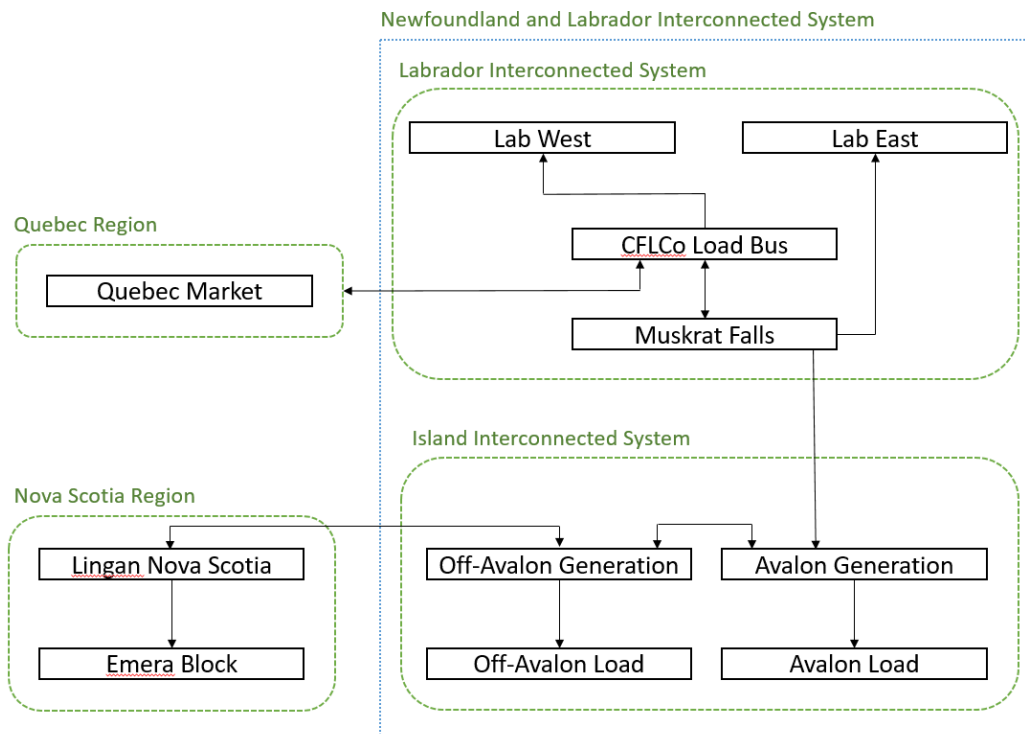 Newfoundland and Labrador Interconnected System
Labrador Interconnected System
Lab West
Lab East
Quebec Region
CFLCo Load Bus
Quebec Market
Muskrat Falls
Island Interconnected System
Nova Scotia Region
Lingan Nova Scotia
Off-Avalon Generation
Avalon Generation
Emera Block
Off-Avalon Load
Avalon Load